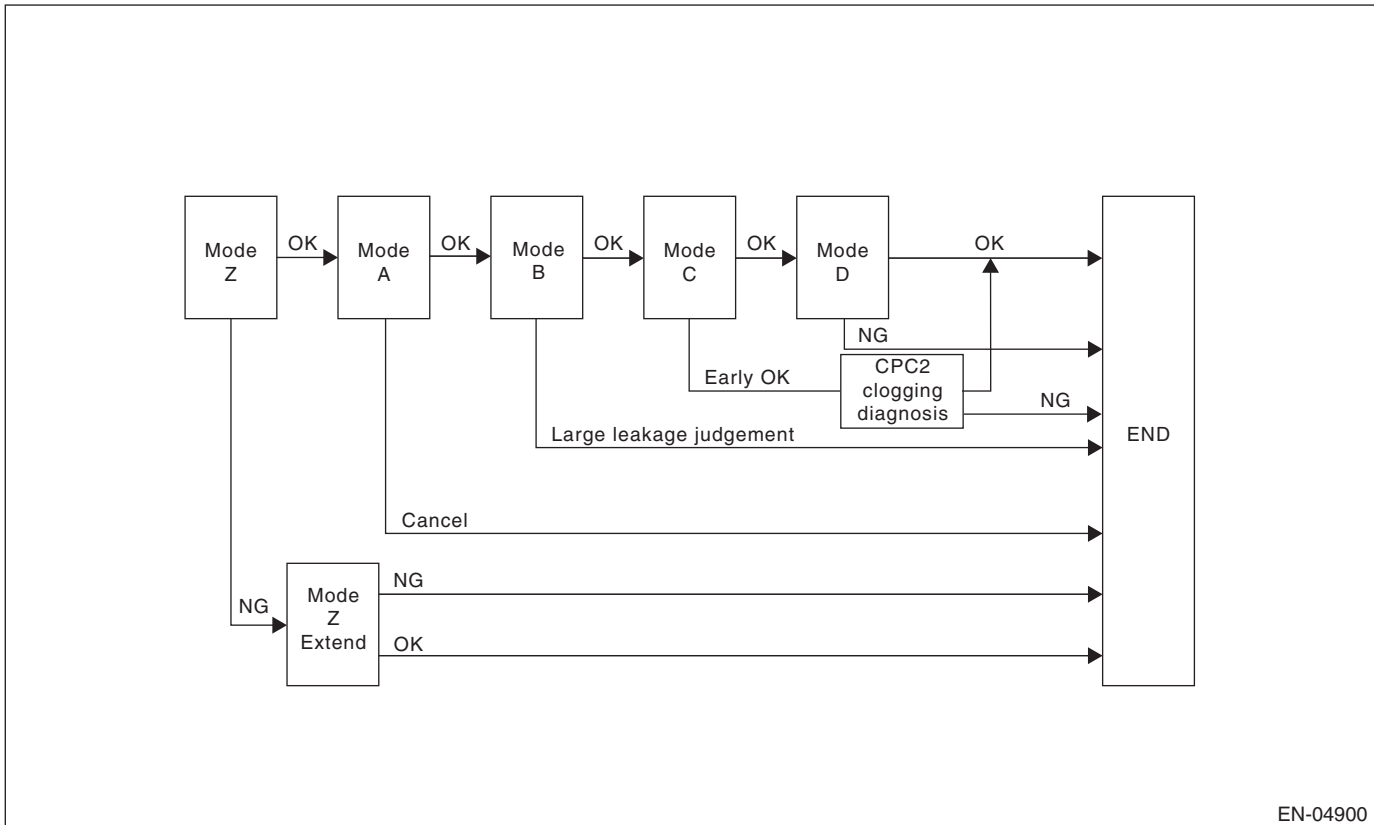 Mode
Z
OK
Mode
A
OK
Mode
B
OK
Mode
C
OK
Mode
D
OK
NG
Early OK
CPC2
clogging
diagnosis
NG
Large leakage judgement
END
Cancel
NG
Mode
Z
Extend
NG
OK
EN-04900